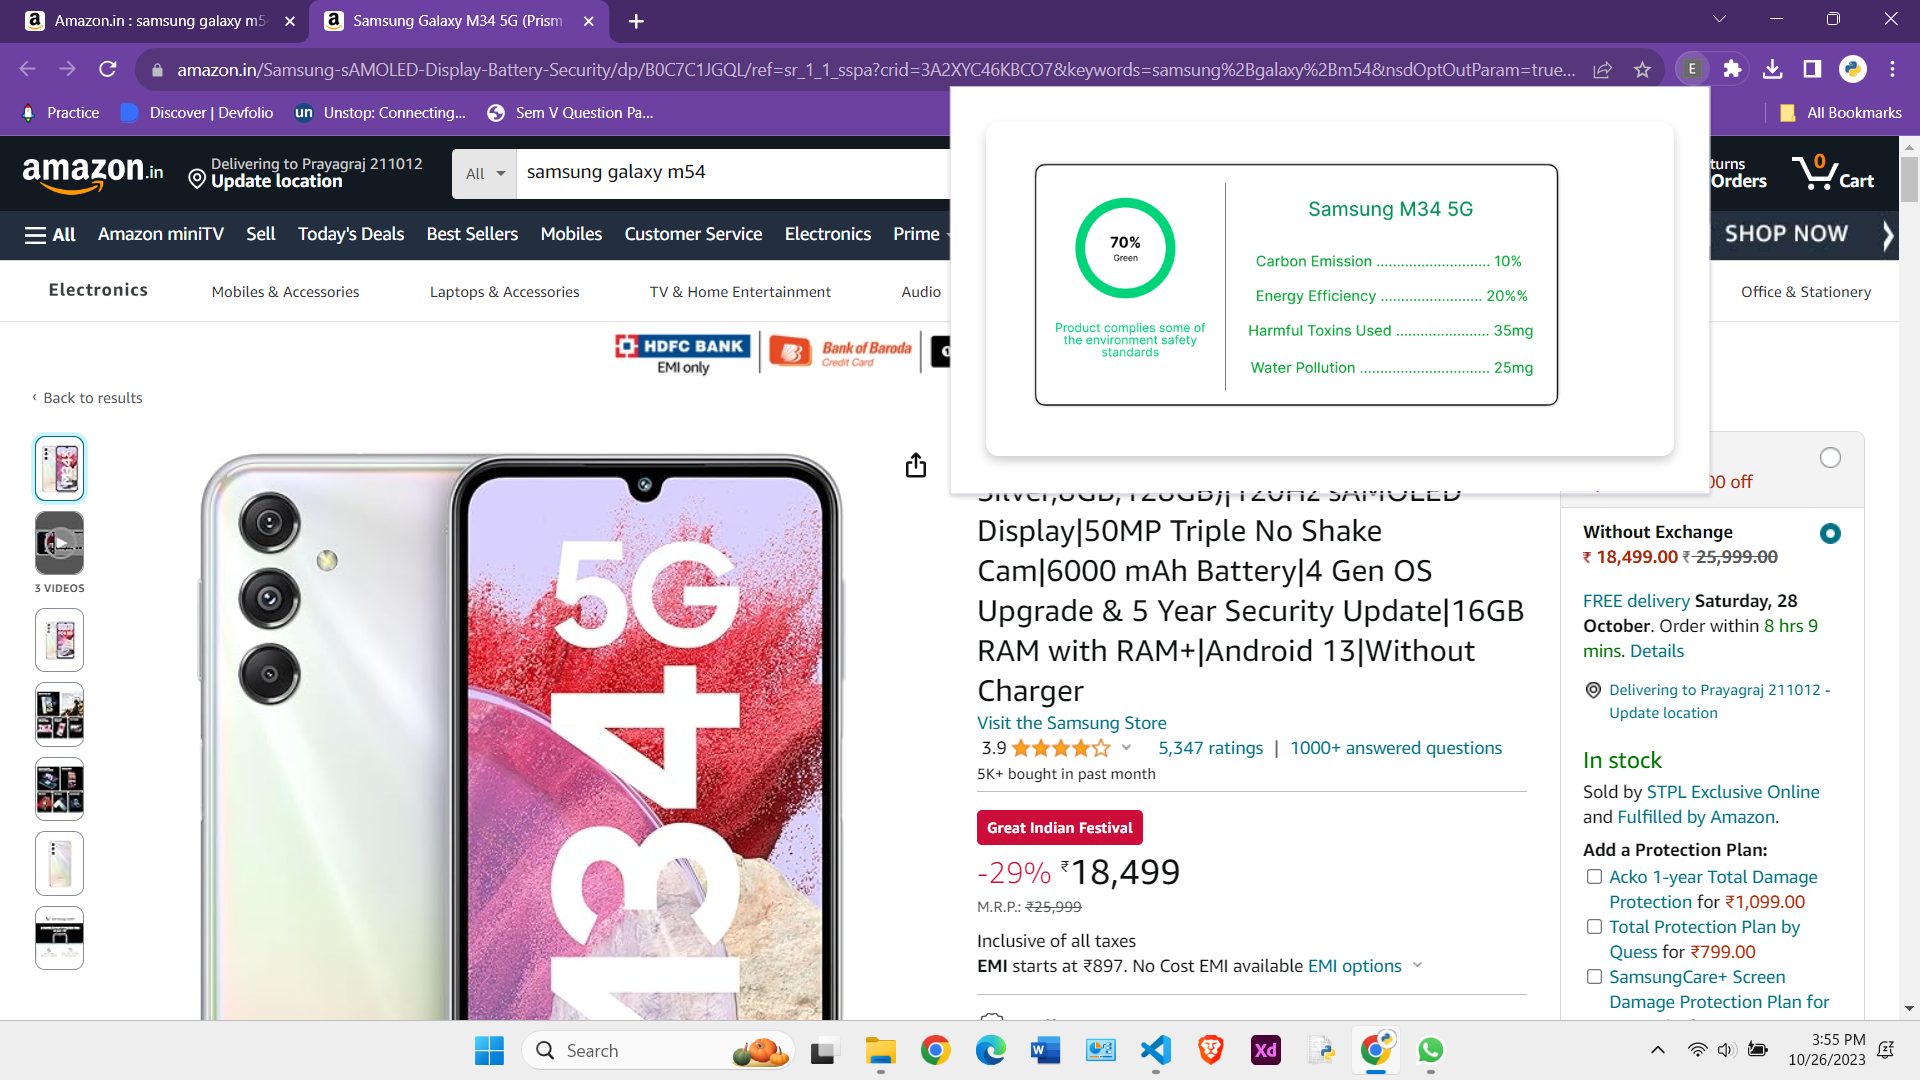 Amazon.in : samsung galaxy m5
Samsung Galaxy M34 5G (Prism
amazon.in/Samsung-sAMOLED-Display-Battery-Security/dp/B0C7C1JGQL/ref=sr_1_1_sspa?crid=3A2XYC46KBCO7&keywords=samsung%2Bgalaxy%2Bm54&nsdOptOutParam=true...
E
Practice
Discover | Devfolio
un Unstop: Connecting...
Sem V Question Pa...
All Bookmarks
amazon.in
Delivering to Prayagraj 211012
Update location
All
samsung galaxy m54
turns
Orders
0
Cart
All
Amazon miniTV
Sell
Today's Deals
Best Sellers
Mobiles
Customer Service
Electronics
Prime
SHOP NOW
Electronics
Mobiles & Accessories
Laptops & Accessories
TV & Home Entertainment
Audio
Office & Stationery
70%
Green
Product complies some of
the environment safety
standards
Samsung M34 5G
Carbon Emission ............................ 10%
Energy Efficiency ......................... 20%%
Harmful Toxins Used ....................... 35mg
Water Pollution ................................ 25mg
HDFC BANK
EMI only
Bank of Baroda
Credit Card
‹ Back to results
3 VIDEOS
5G
M34
Silver,8GB,128GB)|120Hz sAMOLED
Display|50MP Triple No Shake
Cam|6000 mAh Battery|4 Gen OS
Upgrade & 5 Year Security Update|16GB
RAM with RAM+|Android 13|Without
Charger
Visit the Samsung Store
3.9
5,347 ratings | 1000+ answered questions
5K+ bought in past month
Great Indian Festival
-29% ₹18,499
M.R.P.: ₹25,999
Inclusive of all taxes
EMI starts at ₹897. No Cost EMI available EMI options
00 off
Without Exchange
₹ 18,499.00 ₹ 25,999.00
FREE delivery Saturday, 28
October. Order within 8 hrs 9
mins. Details
Delivering to Prayagraj 211012 -
Update location
In stock
Sold by STPL Exclusive Online
and Fulfilled by Amazon.
Add a Protection Plan:
Acko 1-year Total Damage
Protection for ₹1,099.00
Total Protection Plan by
Quess for ₹799.00
SamsungCare+ Screen
Damage Protection Plan for
Search
Xd
3:55 PM
10/26/2023